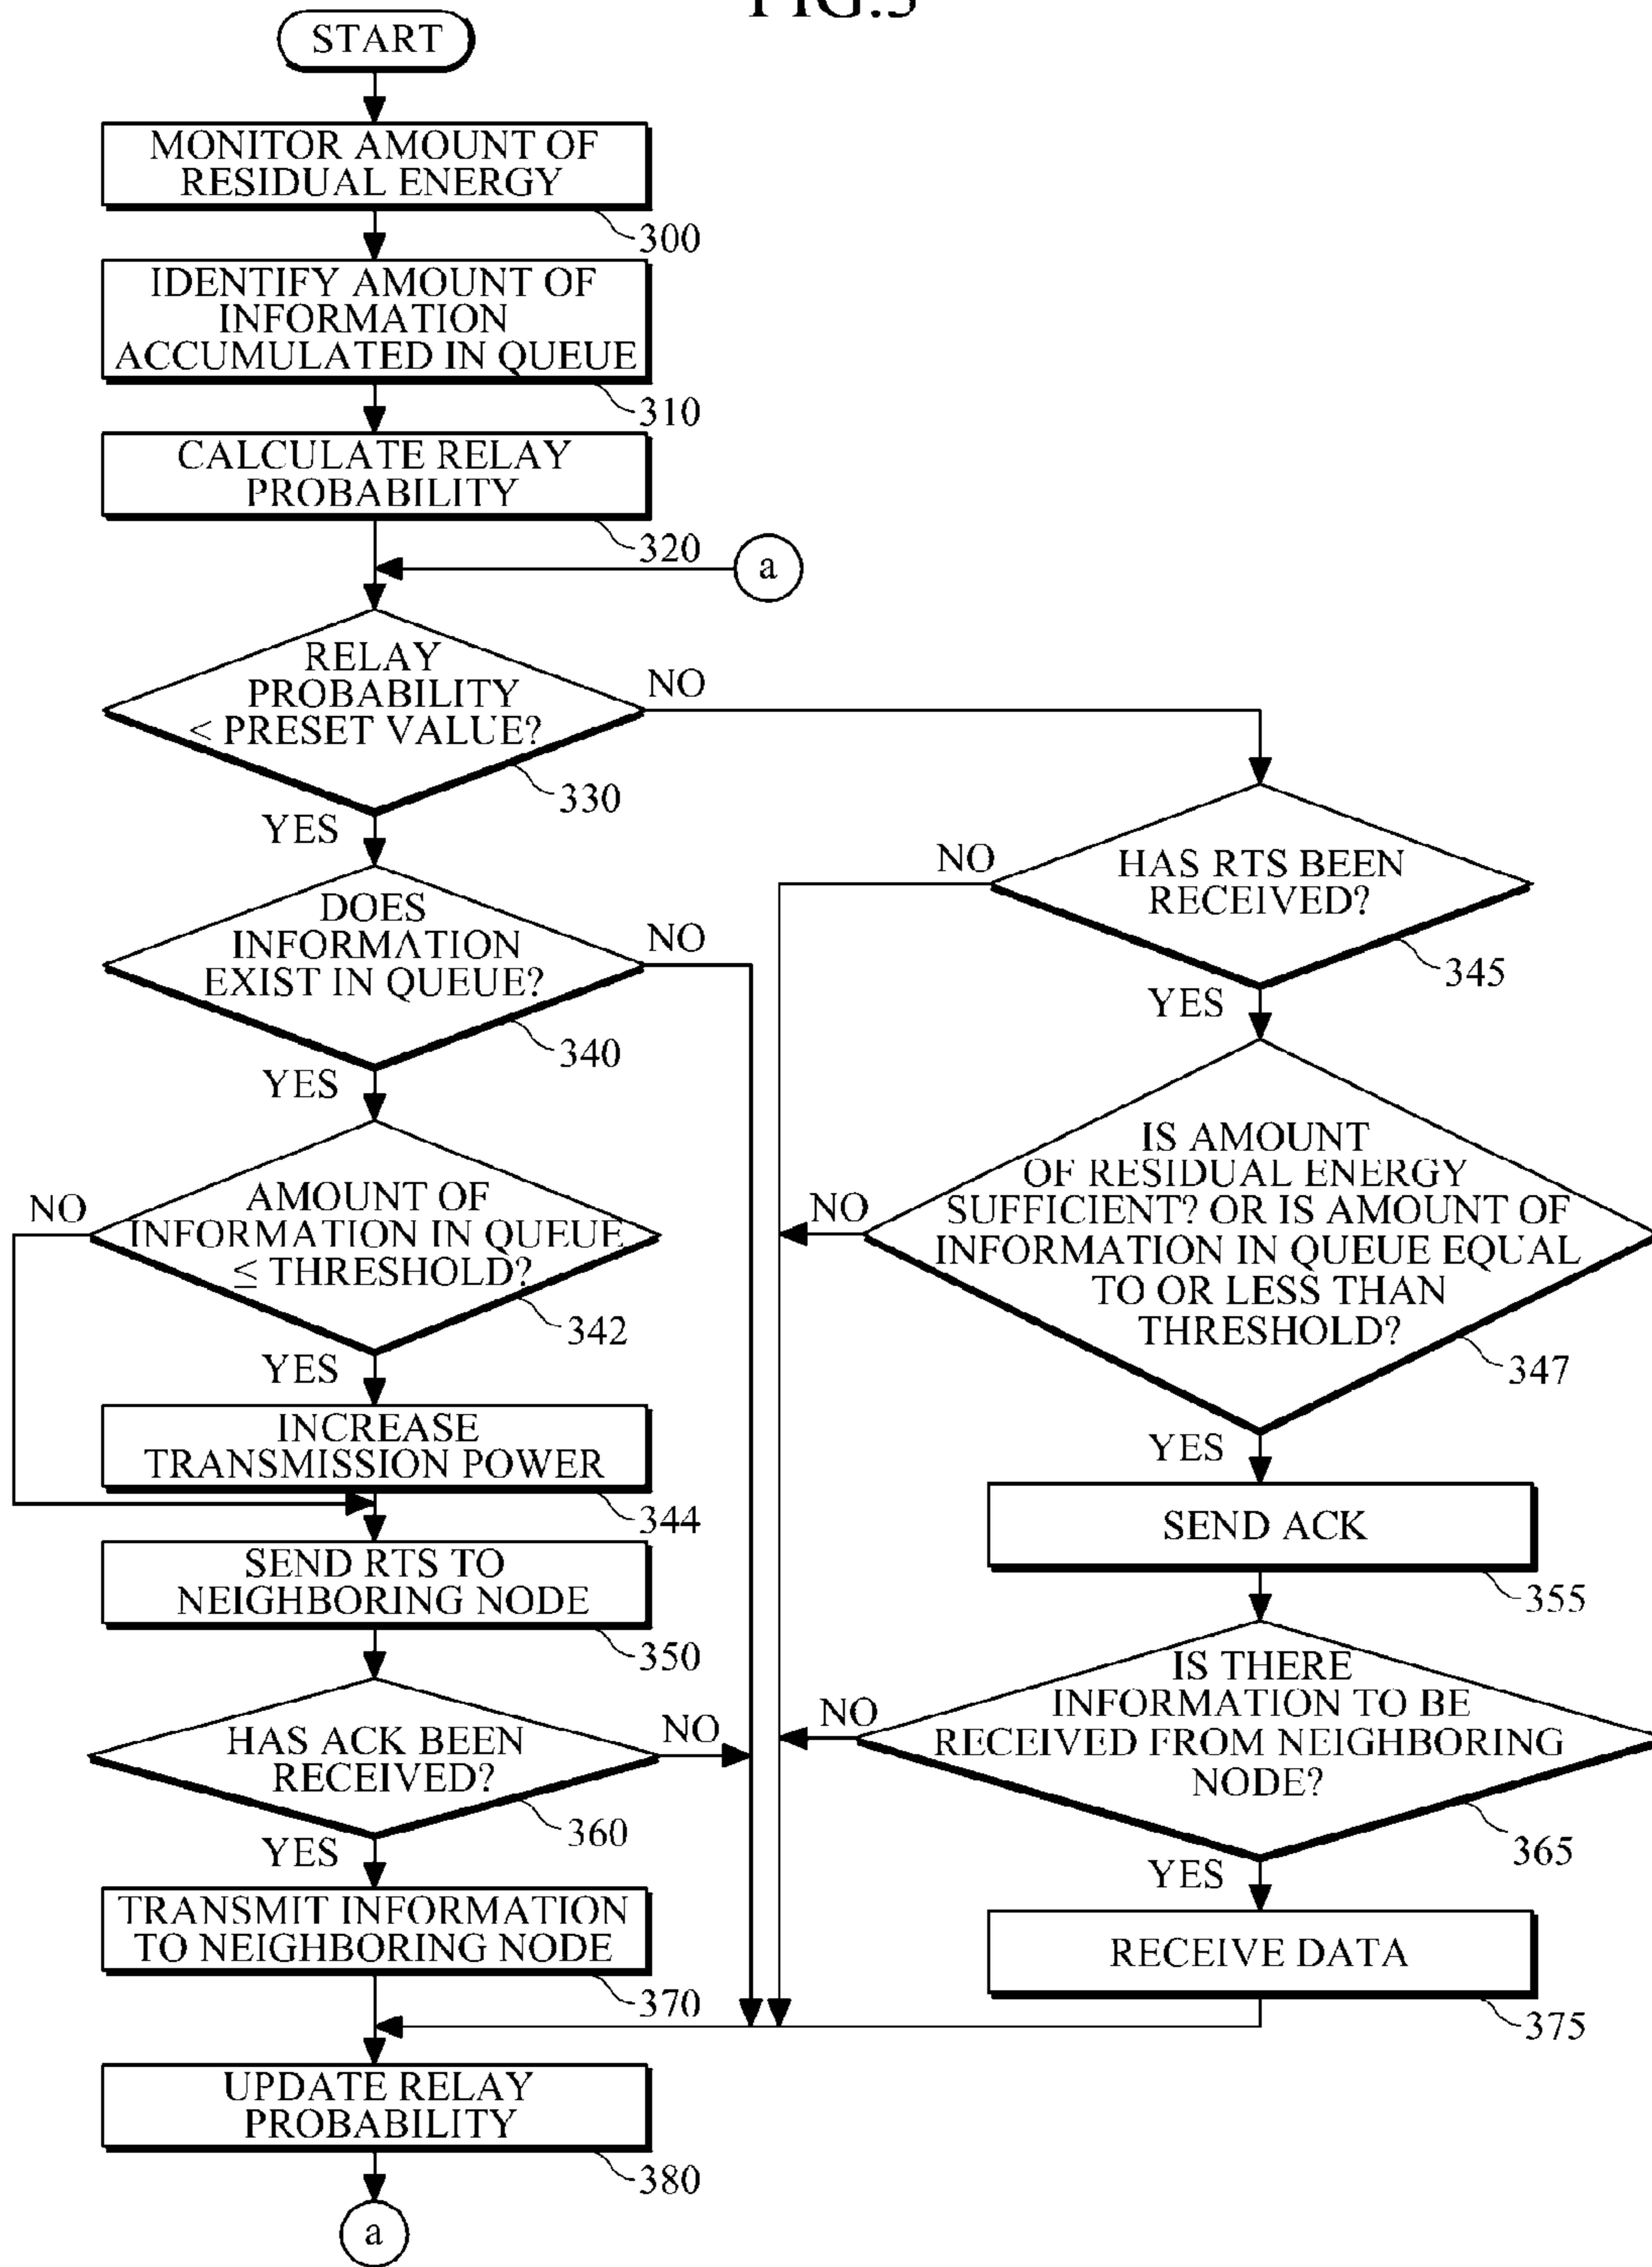 START
MONITOR AMOUNT OF
RESIDUAL ENERGY
300
IDENTIFY AMOUNT OF
INFORMATION
ACCUMULATED IN QUEUE
310
CALCULATE RELAY
PROBABILITY
320
a
RELAY
PROBABILITY
< PRESET VALUE?
NO
330
YES
DOES
INFORMATION
EXIST IN QUEUE?
NO
340
YES
AMOUNT OF
INFORMATION IN QUEUE
≤ THRESHOLD?
NO
342
YES
INCREASE
TRANSMISSION POWER
344
SEND RTS TO
NEIGHBORING NODE
350
HAS ACK BEEN
RECEIVED?
NO
360
YES
TRANSMIT INFORMATION
TO NEIGHBORING NODE
370
HAS RTS BEEN
RECEIVED?
NO
345
YES
IS AMOUNT
OF RESIDUAL ENERGY
SUFFICIENT? OR IS AMOUNT OF
INFORMATION IN QUEUE EQUAL
TO OR LESS THAN
THRESHOLD?
NO
347
YES
SEND ACK
355
IS THERE
INFORMATION TO BE
RECEIVED FROM NEIGHBORING
NODE?
NO
365
YES
RECEIVE DATA
375
UPDATE RELAY
PROBABILITY
380
a